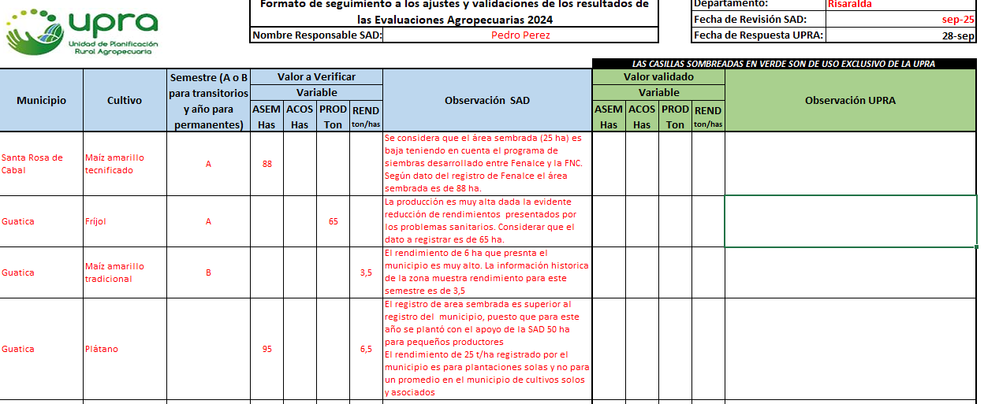 upra
Unidad de Planificación
Rural Agropecuaria
Formato de seguimiento a los ajustes y validaciones de los resultados de
las Evaluaciones Agropecuarias 2024
Nombre Responsable SAD: Pedro Perez
Departamento: Risaralda
Fecha de Revisión SAD: sep-25
Fecha de Respuesta UPRA: 28-sep
LAS CASILLAS SOMBREADAS EN VERDE SON DE USO EXCLUSIVO DE LA UPRA
Municipio
Cultivo
Semestre (A o B
para transitorios
y año para
permanentes)
Valor a Verificar
Variable
ASEM ACOS PROD REND
Has Has Ton ton/has
Observación SAD
Valor validado
Variable
ASEM ACOS PROD REND
Has Has Ton ton/has
Observación UPRA
Santa Rosa de
Cabal
Maíz amarillo
tecnificado
A
88
Se considera que el área sembrada (25 ha) es
baja teniendo en cuenta el programa de
siembras desarrollado entre Fenalce y la FNC.
Según dato del registro de Fenalce el área
sembrada es de 88 ha.
Guatica
Fríjol
A
65
La producción es muy alta dada la evidente
reducción de rendimientos presentados por
los problemas sanitarios. Considerar que el
dato a registrar es de 65 ha.
Guatica
Maíz amarillo
tradicional
B
3,5
El rendimiento de 6 ha que presnta el
municipio es muy alto. La información historica
de la zona muestra rendimiento para este
semestre es de 3,5
Guatica
Plátano
95
6,5
El registro de area sembrada es superior al
registro del municipio, puesto que para este
año se plantó con el apoyo de la SAD 50 ha
para pequeños productores
El rendimiento de 25 t/ha registrado por el
municipio es para plantaciones solas y no para
un promedio en el municipio de cultivos solos
y asociados